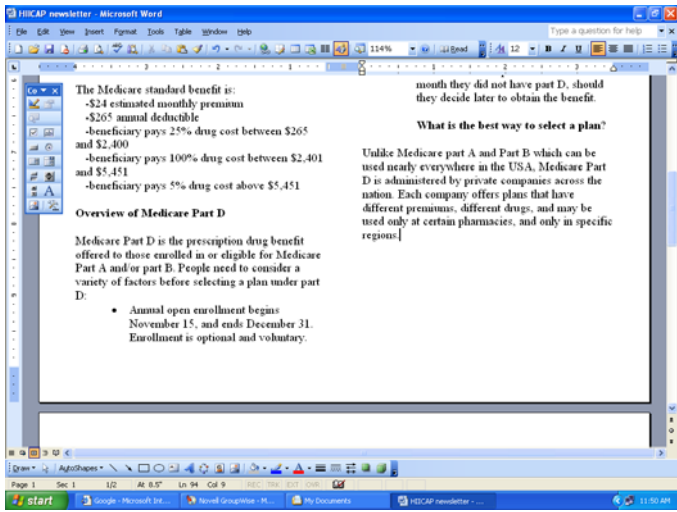 HIICAP newsletter - Microsoft Word
File Edit View Insert Format Tools Table Window Help
Type a question for help
114%
Read
12
B I U
The Medicare standard benefit is:
-$24 estimated monthly premium
-$265 annual deductible
-beneficiary pays 25% drug cost between $265
and $2,400
-beneficiary pays 100% drug cost between $2,401
and $5,451
-beneficiary pays 5% drug cost above $5,451
Overview of Medicare Part D
Medicare Part D is the prescription drug benefit
offered to those enrolled in or eligible for Medicare
Part A and/or part B. People need to consider a
variety of factors before selecting a plan under part
D:
• Annual open enrollment begins
November 15, and ends December 31.
Enrollment is optional and voluntary.
month they did not have part D, should
they decide later to obtain the benefit.
What is the best way to select a plan?
Unlike Medicare part A and Part B which can be
used nearly everywhere in the USA, Medicare Part
D is administered by private companies across the
nation. Each company offers plans that have
different premiums, different drugs, and may be
used only at certain pharmacies, and only in specific
regions.
Draw AutoShapes
Page 1 Sec 1 1/2 At 8.5" Ln 94 Col 9 REC TRK EXT OVR
start
Google - Microsoft Int...
Novell GroupWise - M...
My Documents
HIICAP newsletter - ...
11:50 AM